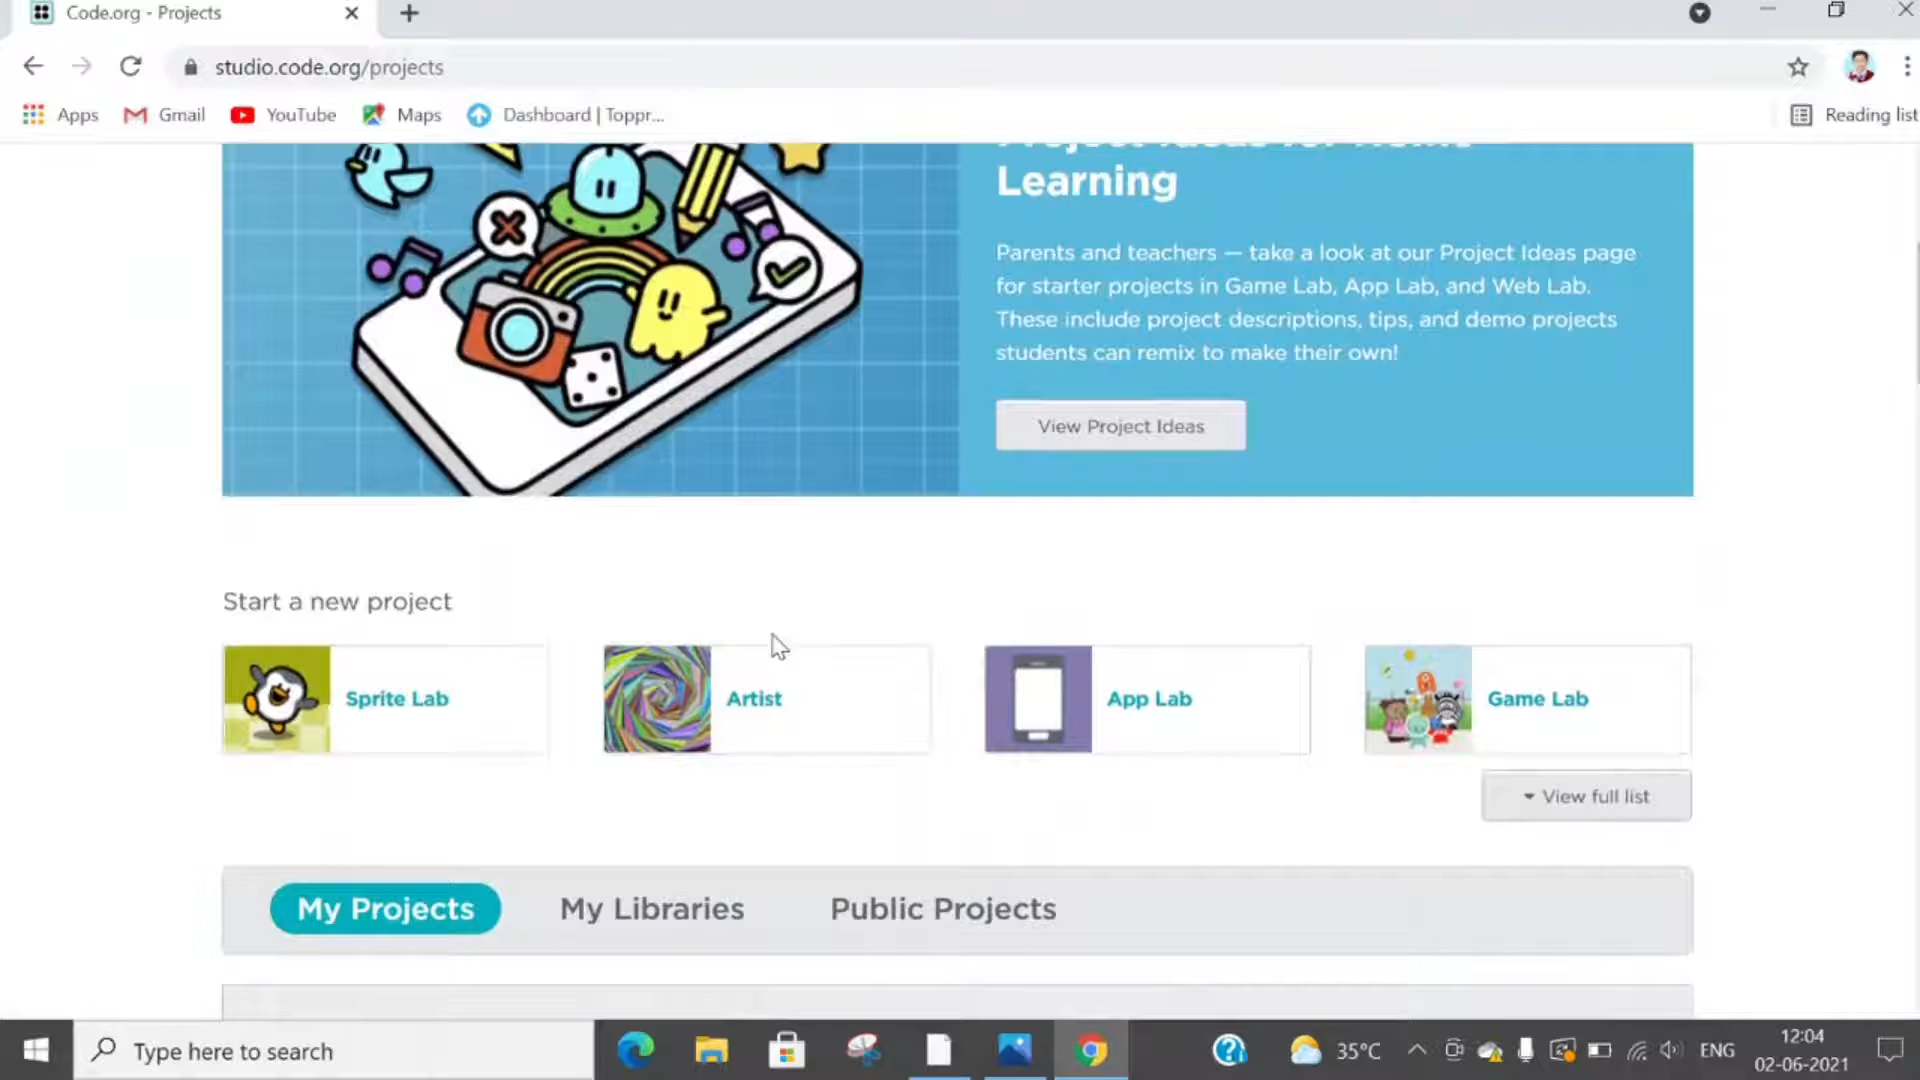 Code.org - Projects
studio.code.org/projects
Apps
Gmail
YouTube
Maps
Dashboard | Toppr...
Reading list
Project Ideas for Home
Learning
Parents and teachers — take a look at our Project Ideas page
for starter projects in Game Lab, App Lab, and Web Lab.
These include project descriptions, tips, and demo projects
students can remix to make their own!
View Project Ideas
Start a new project
Sprite Lab
Artist
App Lab
Game Lab
View full list
My Projects
My Libraries
Public Projects
Type here to search
35°C
ENG
12:04
02-06-2021